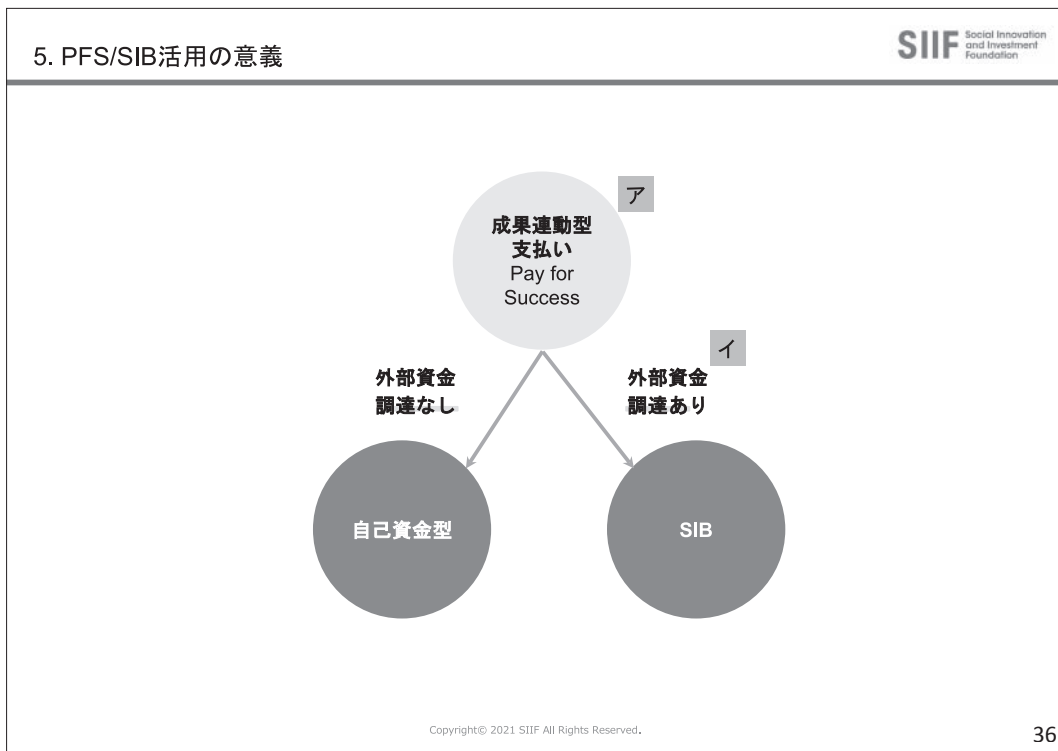 5. PFS/SIB活用の意義
SIIF
Social Innovation
and Investment
Foundation
ア
成果連動型
支払い
Pay for
Success
イ
外部資金
調達なし
外部資金
調達あり
自己資金型
SIB
Copyright© 2021 SIIF All Rights Reserved.
36